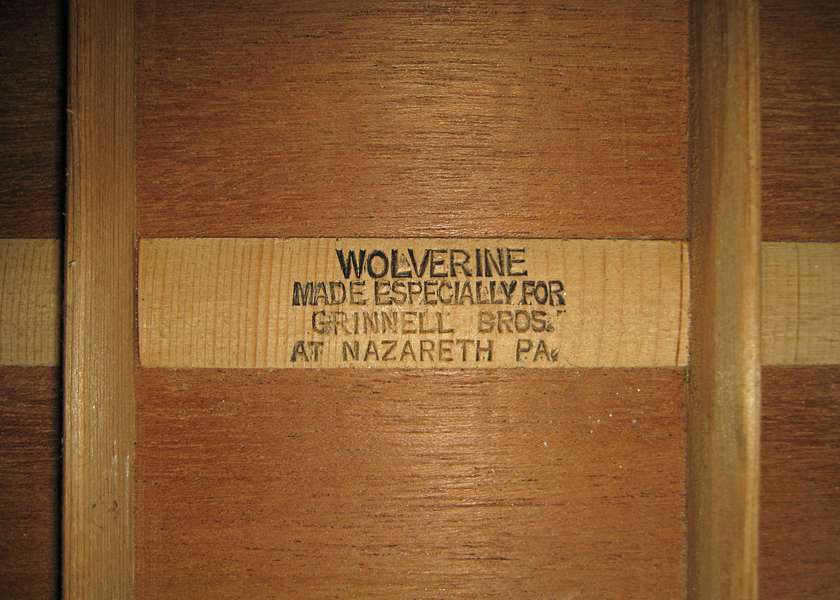 WOLVERINE
MADE ESPECIALLY FOR
GRINNELL BROS.
AT NAZARETH PA.